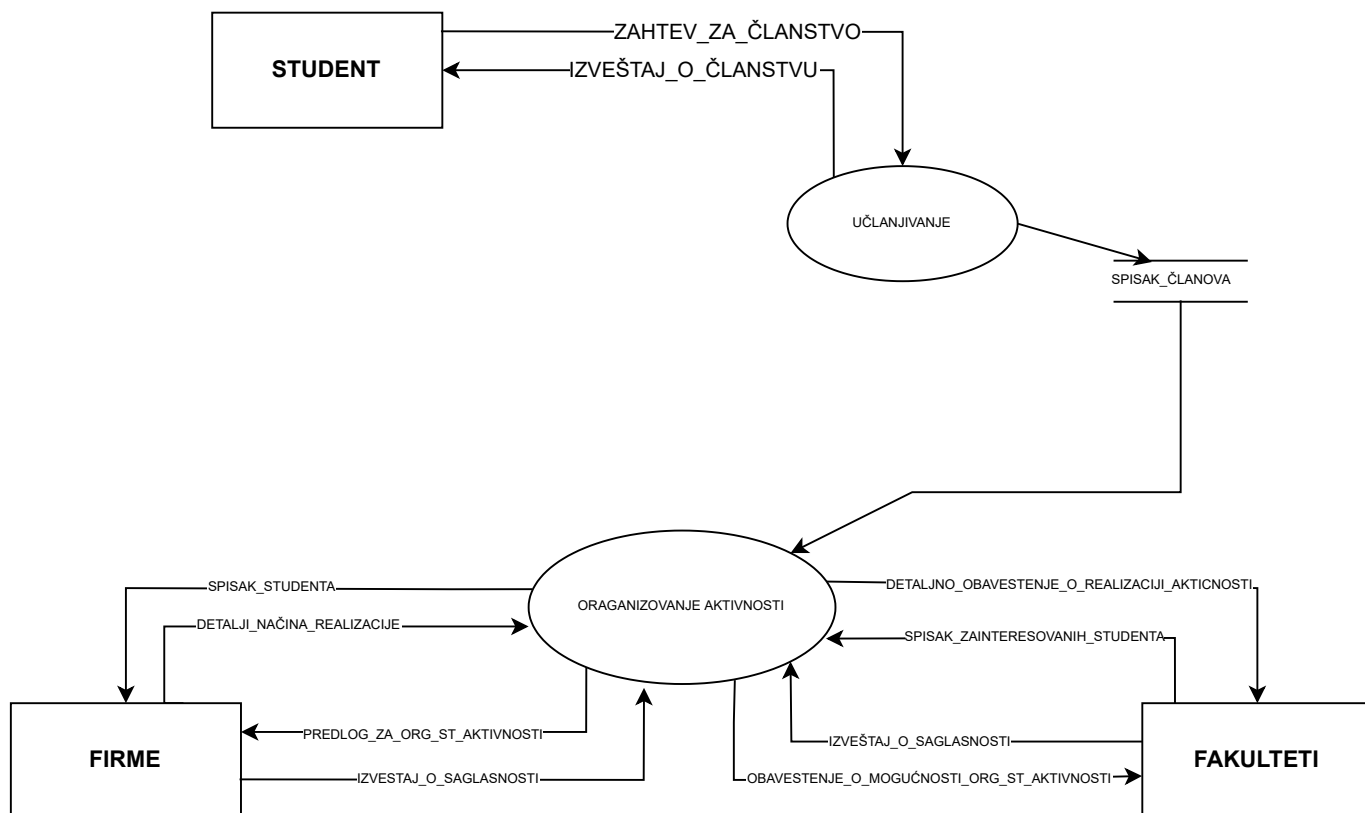 ZAHTEV_ZA_ČLANSTVO
STUDENT
IZVEŠTAJ_O_ČLANSTVU
UČLANJIVANJE
SPISAK_ČLANOVA
SPISAK_STUDENTA
DETALJNO_OBAVESTENJE_O_REALIZACIJI_AKTICNOSTI
ORAGANIZOVANJE AKTIVNOSTI
DETALJI_NAČINA_REALIZACIJE
SPISAK_ZAINTERESOVANIH_STUDENTA
PREDLOG_ZA_ORG_ST_AKTIVNOSTI
IZVEŠTAJ_O_SAGLASNOSTI
FIRME
FAKULTETI
IZVESTAJ_O_SAGLASNOSTI
OBAVESTENJE_O_MOGUĆNOSTI_ORG_ST_AKTIVNOSTI